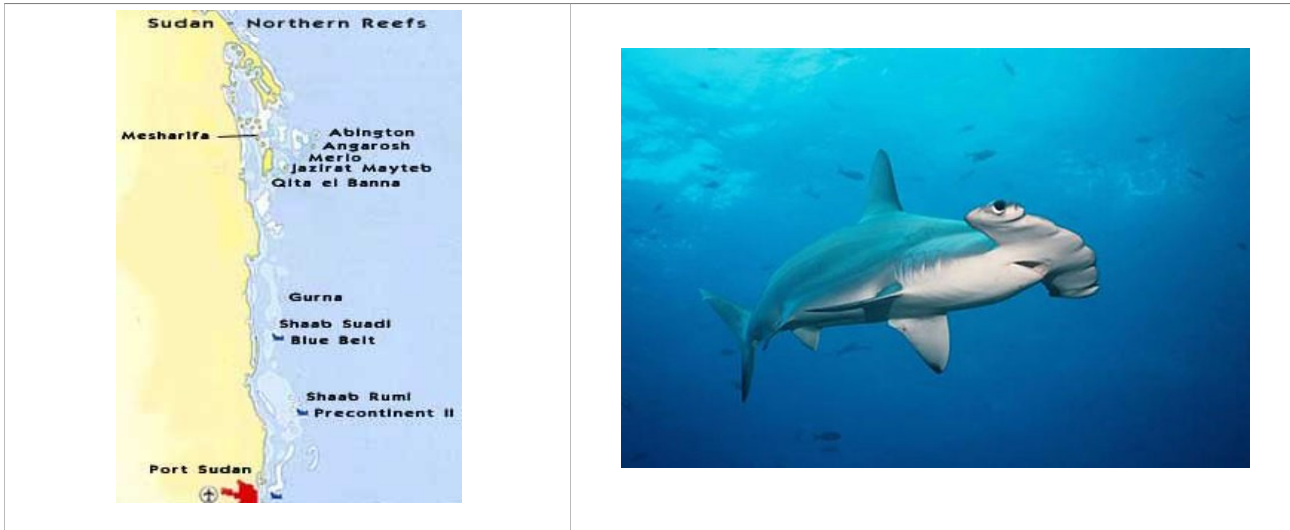 Sudan - Northern Reefs
Mesharifa
Abington
Angarosh
Merlo
Jazirat Mayteb
Qita el Banna
Gurna
Shaab Suadi
Blue Belt
Shaab Rumi
Precontinent II
Port Sudan